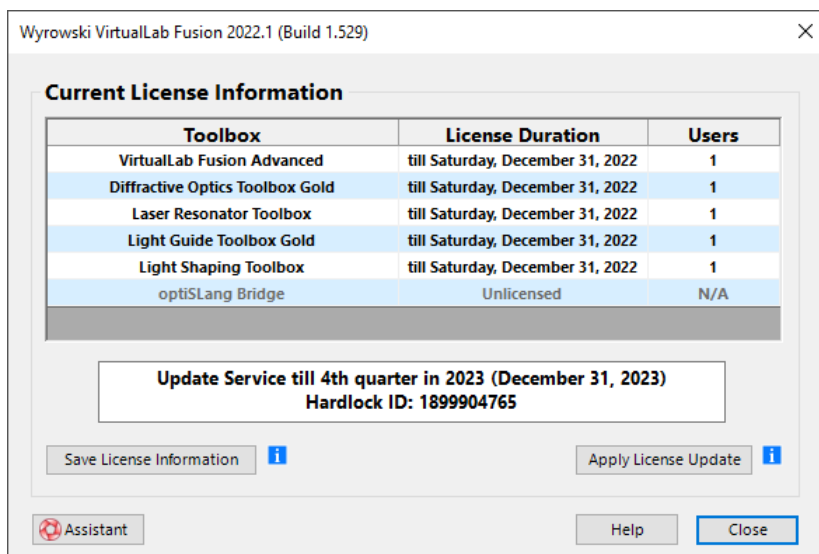 Wyrowski VirtualLab Fusion 2022.1 (Build 1.529)
Current License Information
Toolbox License Duration Users
VirtualLab Fusion Advanced till Saturday, December 31, 2022 1
Diffractive Optics Toolbox Gold till Saturday, December 31, 2022 1
Laser Resonator Toolbox till Saturday, December 31, 2022 1
Light Guide Toolbox Gold till Saturday, December 31, 2022 1
Light Shaping Toolbox till Saturday, December 31, 2022 1
optiSLang Bridge Unlicensed N/A
Update Service till 4th quarter in 2023 (December 31, 2023)
Hardlock ID: 1899904765
Save License Information i Apply License Update i
Assistant Help Close